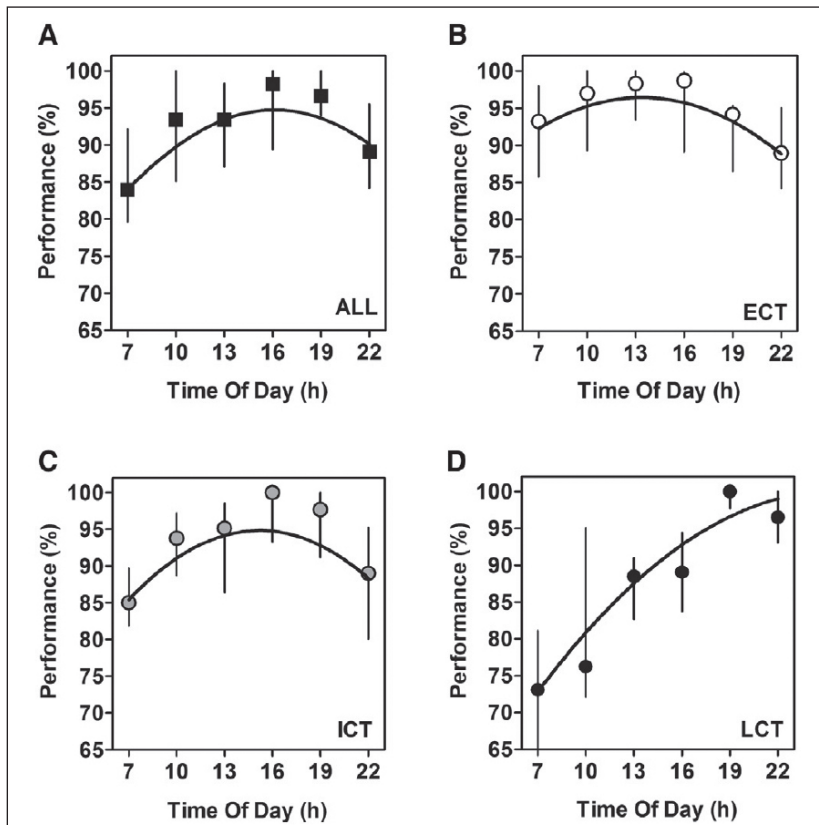 A
Performance (%)
100
95
90
85
80
75
70
65
ALL
7 10 13 16 19 22
Time Of Day (h)
B
Performance (%)
100
95
90
85
80
75
70
65
ECT
7 10 13 16 19 22
Time Of Day (h)
C
Performance (%)
100
95
90
85
80
75
70
65
ICT
7 10 13 16 19 22
Time Of Day (h)
D
Performance (%)
100
95
90
85
80
75
70
65
LCT
7 10 13 16 19 22
Time Of Day (h)